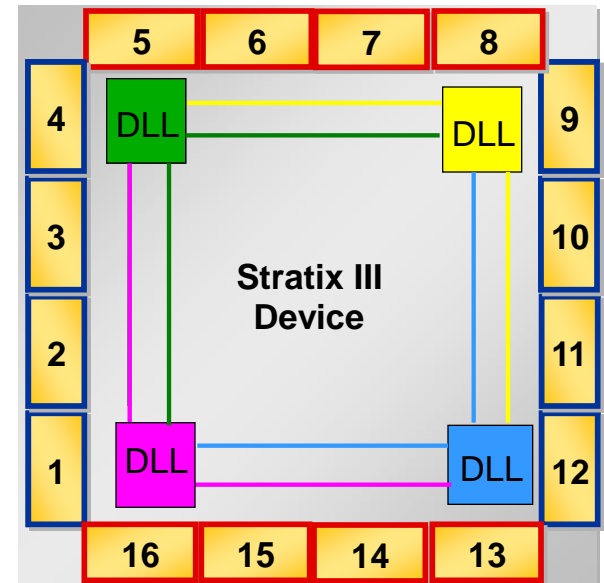 5 6 7 8
4 DLL DLL 9
3 10
Stratix III
Device
2 11
1 DLL DLL 12
16 15 14 13